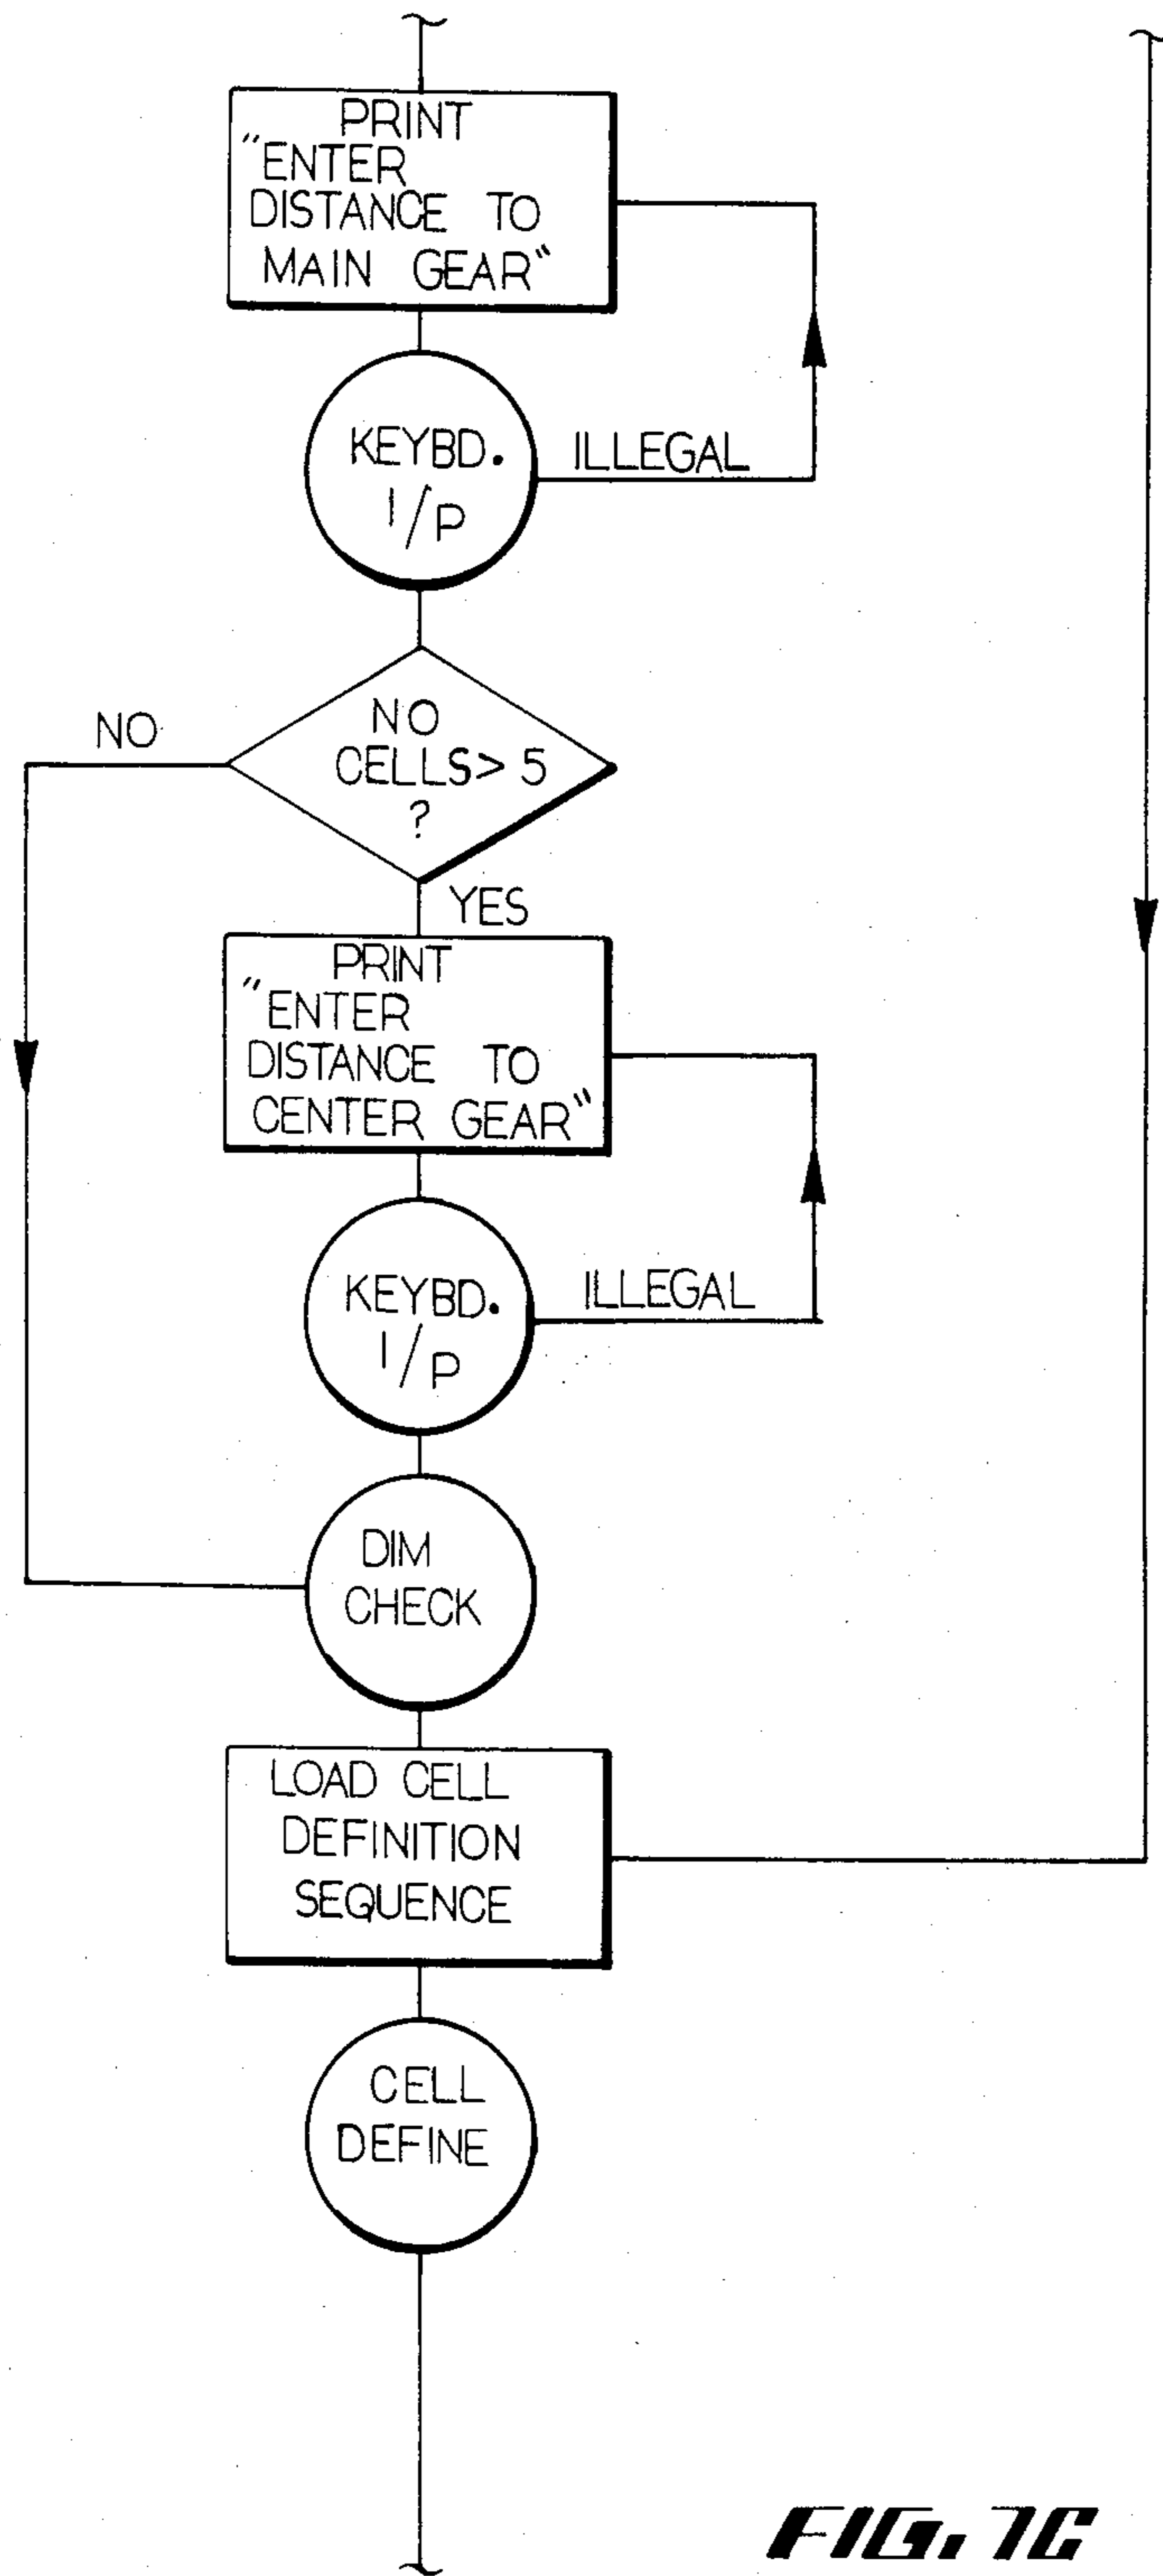 PRINT
"ENTER
DISTANCE TO
MAIN GEAR"
KEYBD.
I/P
ILLEGAL
NO
CELLS > 5
?
NO
YES
PRINT
"ENTER
DISTANCE TO
CENTER GEAR"
KEYBD.
I/P
ILLEGAL
DIM
CHECK
LOAD CELL
DEFINITION
SEQUENCE
CELL
DEFINE
FIG. 7C